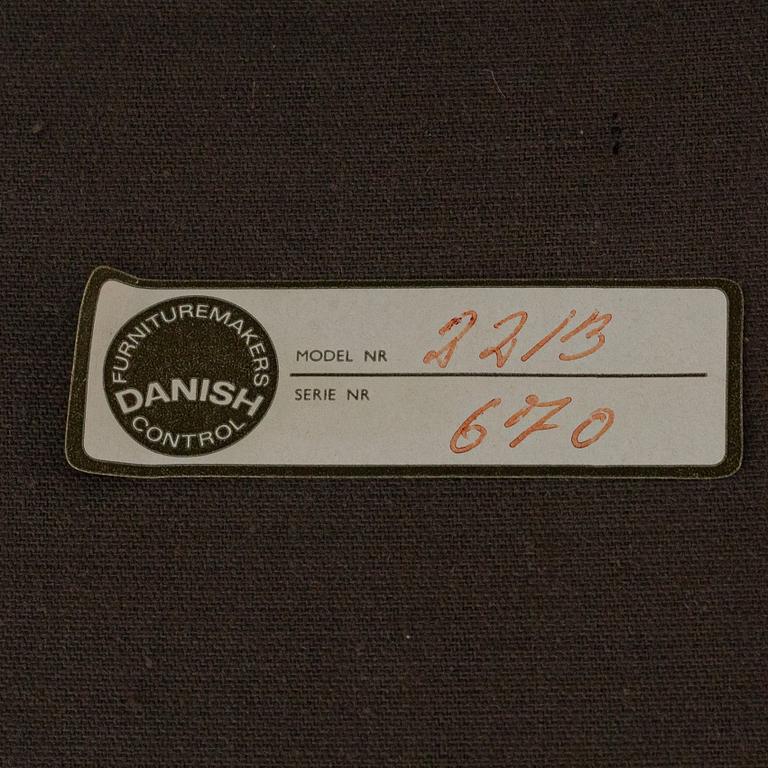 FURNITUREMAKERS
DANISH
CONTROL
MODEL NR 2213
SERIE NR 670